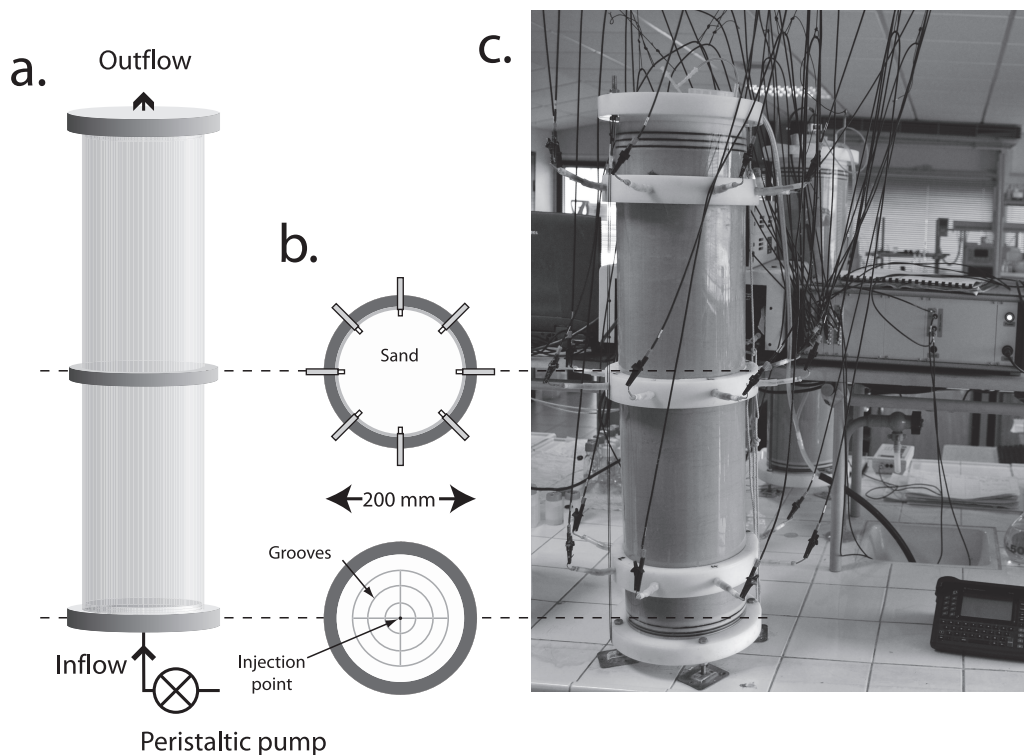 a.
Outflow
b.
c.
Sand
200 mm
Grooves
Injection
point
Inflow
Peristaltic pump